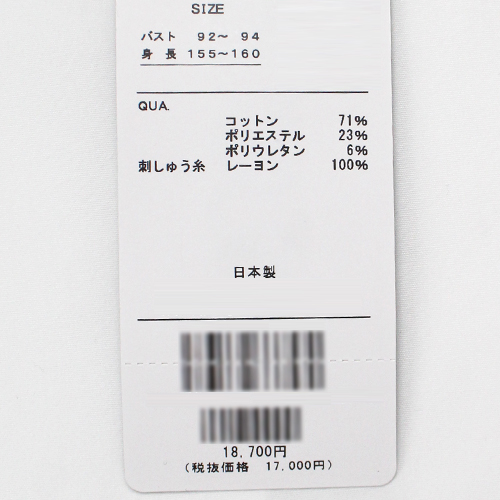 SIZE
バスト 92～ 94
身 長 155～160
QUA.
コットン 71%
ポリエステル 23%
ポリウレタン 6%
刺しゅう糸 レーヨン 100%
日本製
18,700円
(税抜価格 17,000円)